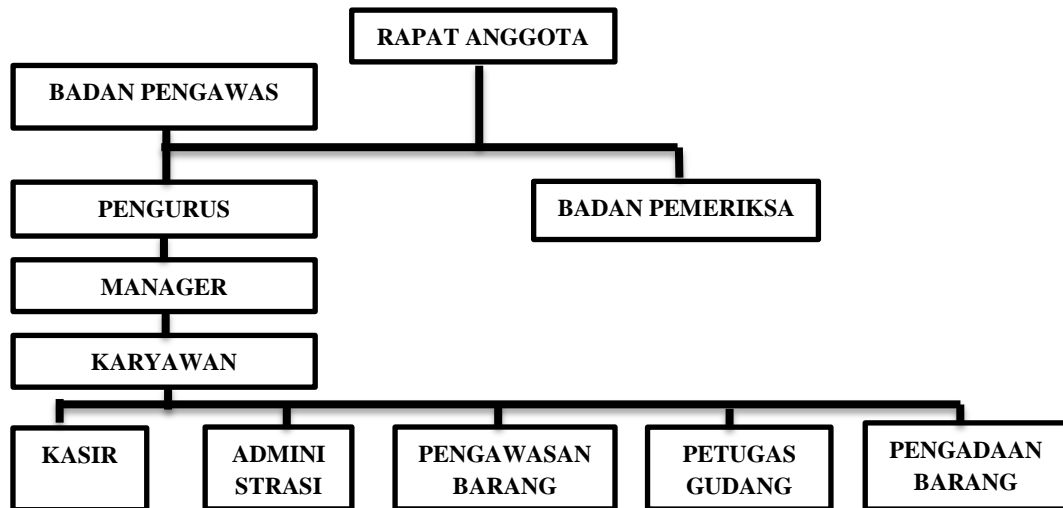 RAPAT ANGGOTA
BADAN PENGAWAS
PENGURUS
BADAN PEMERIKSA
MANAGER
KARYAWAN
KASIR
ADMINI
STRASI
PENGAWASAN
BARANG
PETUGAS
GUDANG
PENGADAAN
BARANG